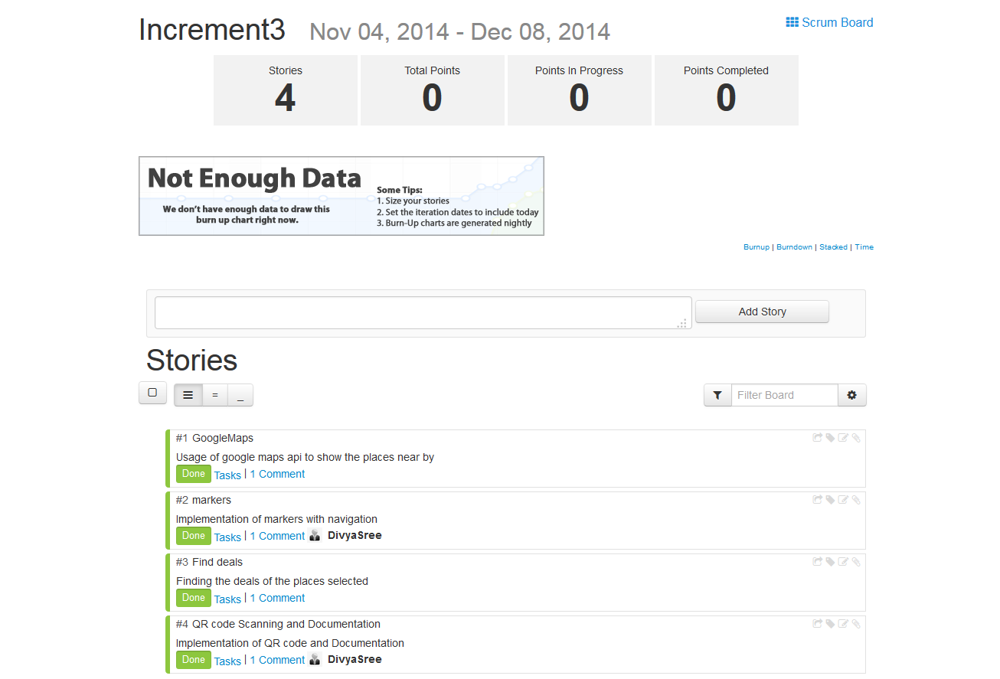 Increment3 Nov 04, 2014 - Dec 08, 2014
Scrum Board
Stories
4
Total Points
0
Points In Progress
0
Points Completed
0
Not Enough Data
We don't have enough data to draw this
burn up chart right now.
Some Tips:
1. Size your stories
2. Set the iteration dates to include today
3. Burn-Up charts are generated nightly
Burnup | Burndown | Stacked | Time
Add Story
Stories
= _
Filter Board
#1 GoogleMaps
Usage of google maps api to show the places near by
Done Tasks | 1 Comment
#2 markers
Implementation of markers with navigation
Done Tasks | 1 Comment DivyaSree
#3 Find deals
Finding the deals of the places selected
Done Tasks | 1 Comment
#4 QR code Scanning and Documentation
Implementation of QR code and Documentation
Done Tasks | 1 Comment DivyaSree